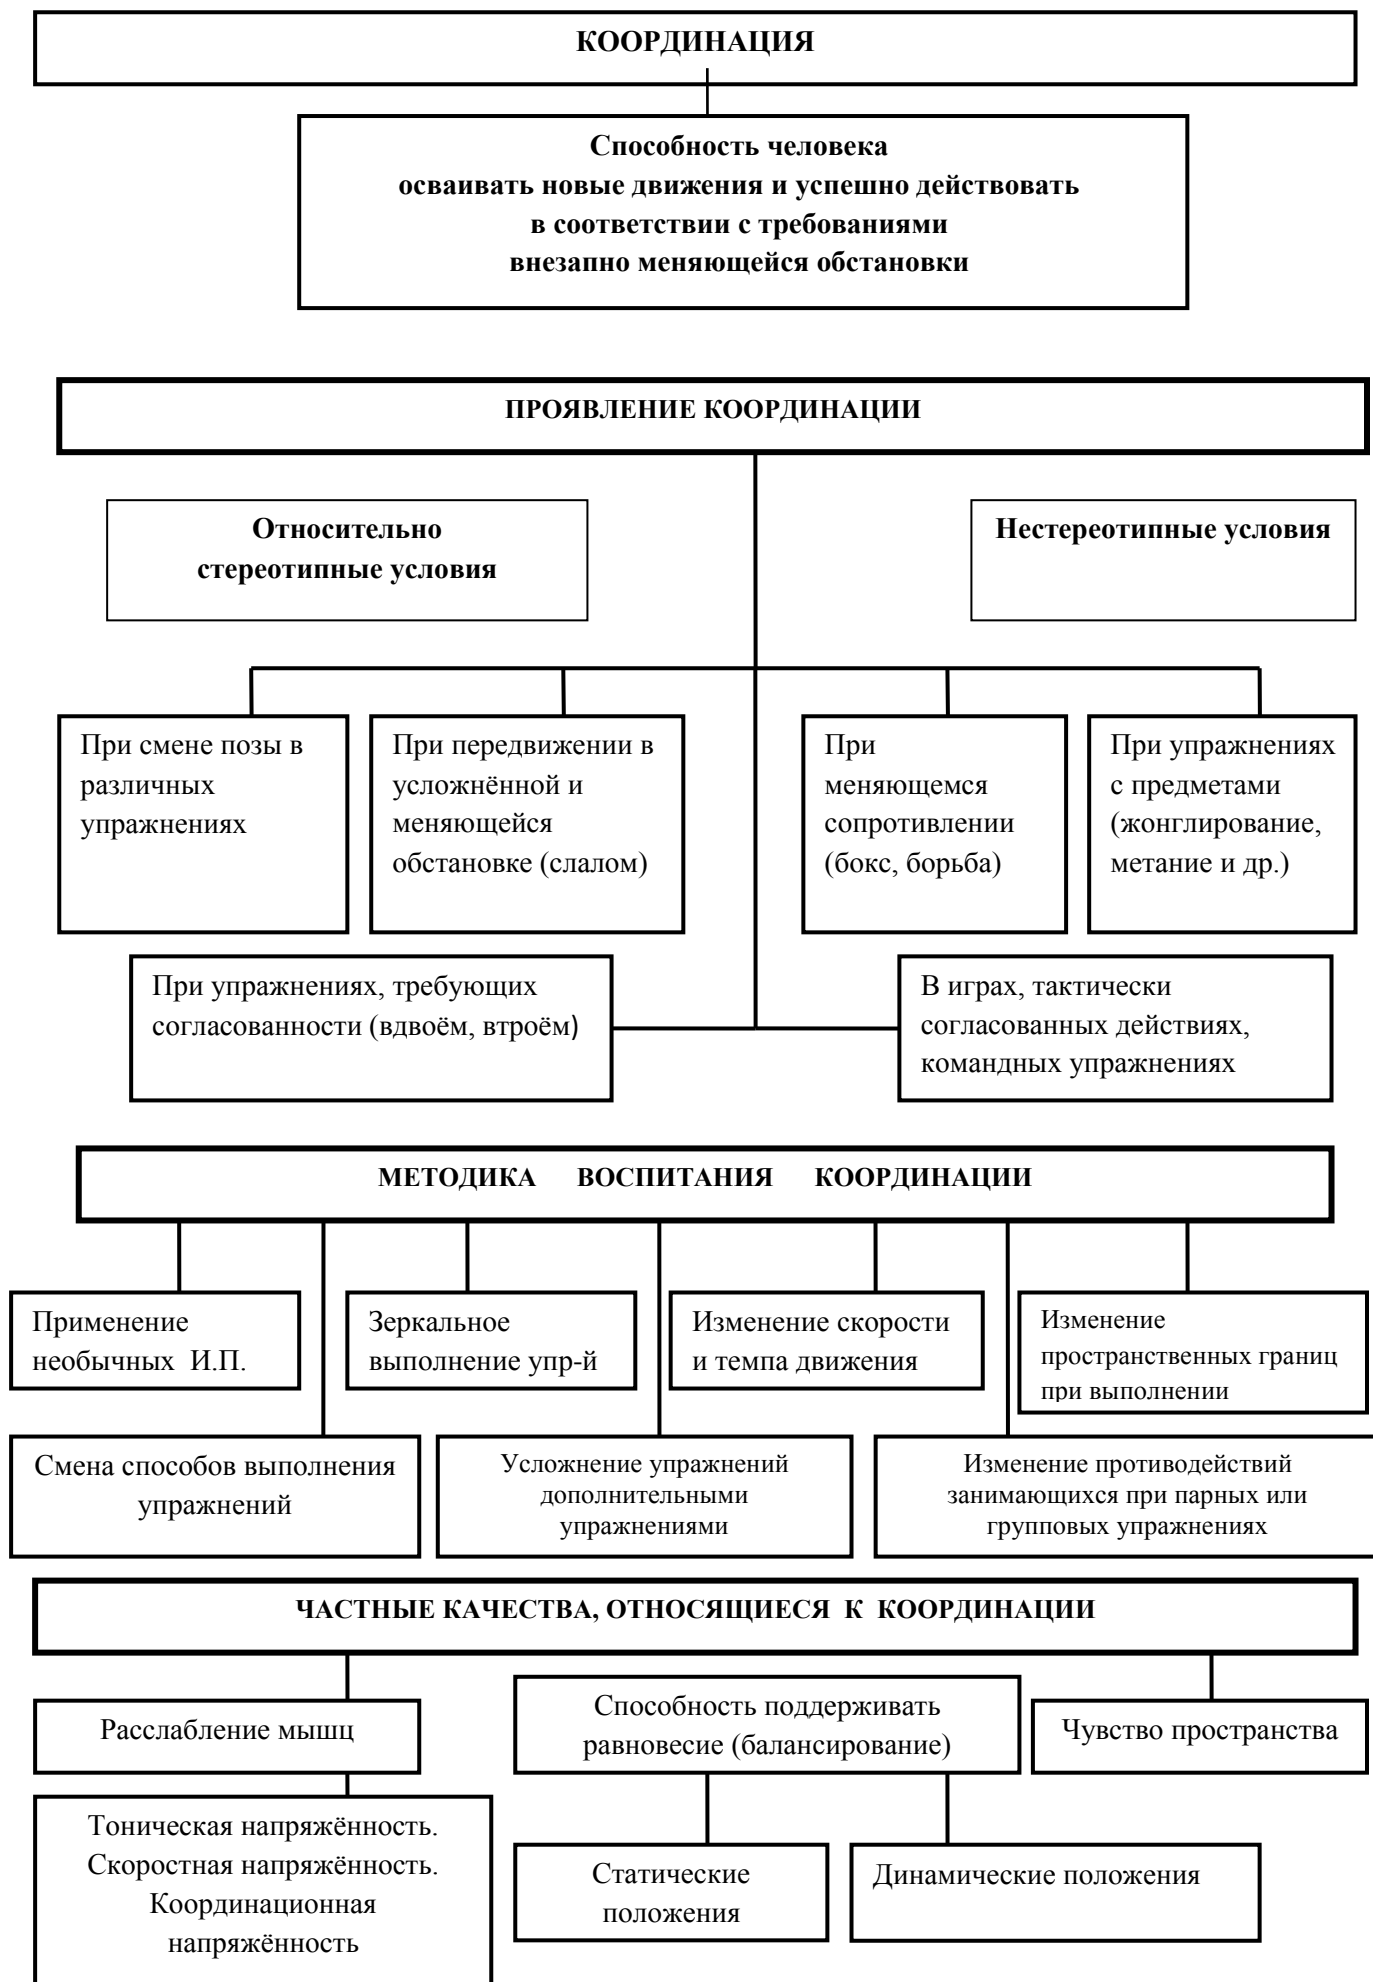 КООРДИНАЦИЯ
Способность человека
осваивать новые движения и успешно действовать
в соответствии с требованиями
внезапно меняющейся обстановки
ПРОЯВЛЕНИЕ КООРДИНАЦИИ
Относительно
стереотипные условия
Нестереотипные условия
При смене позы в
различных
упражнениях
При передвижении в
усложнённой и
меняющейся
обстановке (слалом)
При
меняющемся
сопротивлении
(бокс, борьба)
При упражнениях
с предметами
(жонглирование,
метание и др.)
При упражнениях, требующих
согласованности (вдвоём, втроём)
В играх, тактически
согласованных действиях,
командных упражнениях
МЕТОДИКА ВОСПИТАНИЯ КООРДИНАЦИИ
Применение
необычных И.П.
Зеркальное
выполнение упр-й
Изменение скорости
и темпа движения
Изменение
пространственных границ
при выполнении
Смена способов выполнения
упражнений
Усложнение упражнений
дополнительными
упражнениями
Изменение противодействий
занимающихся при парных или
групповых упражнениях
ЧАСТНЫЕ КАЧЕСТВА, ОТНОСЯЩИЕСЯ К КООРДИНАЦИИ
Расслабление мышц
Способность поддерживать
равновесие (балансирование)
Чувство пространства
Тоническая напряжённость.
Скоростная напряжённость.
Координационная
напряжённость
Статические
положения
Динамические положения